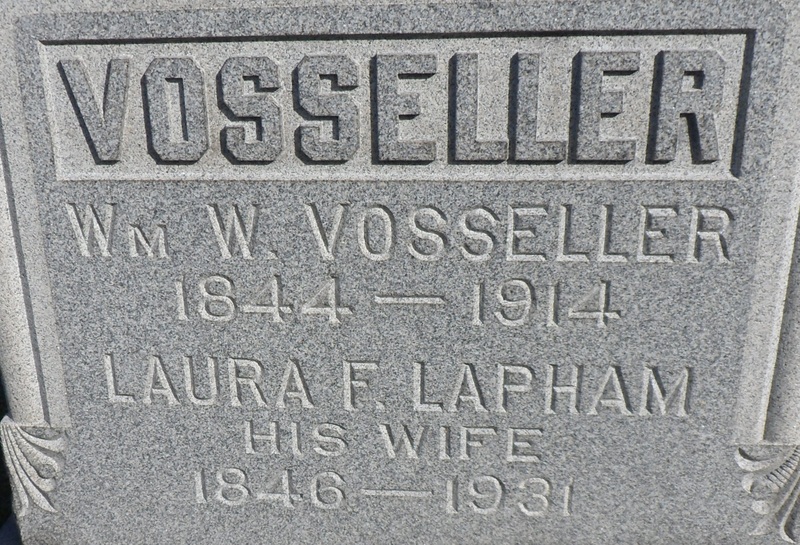 VOSSELLER
WM W. VOSSELLER
1844 — 1914
LAURA F. LAPHAM
HIS WIFE
1846 — 1931